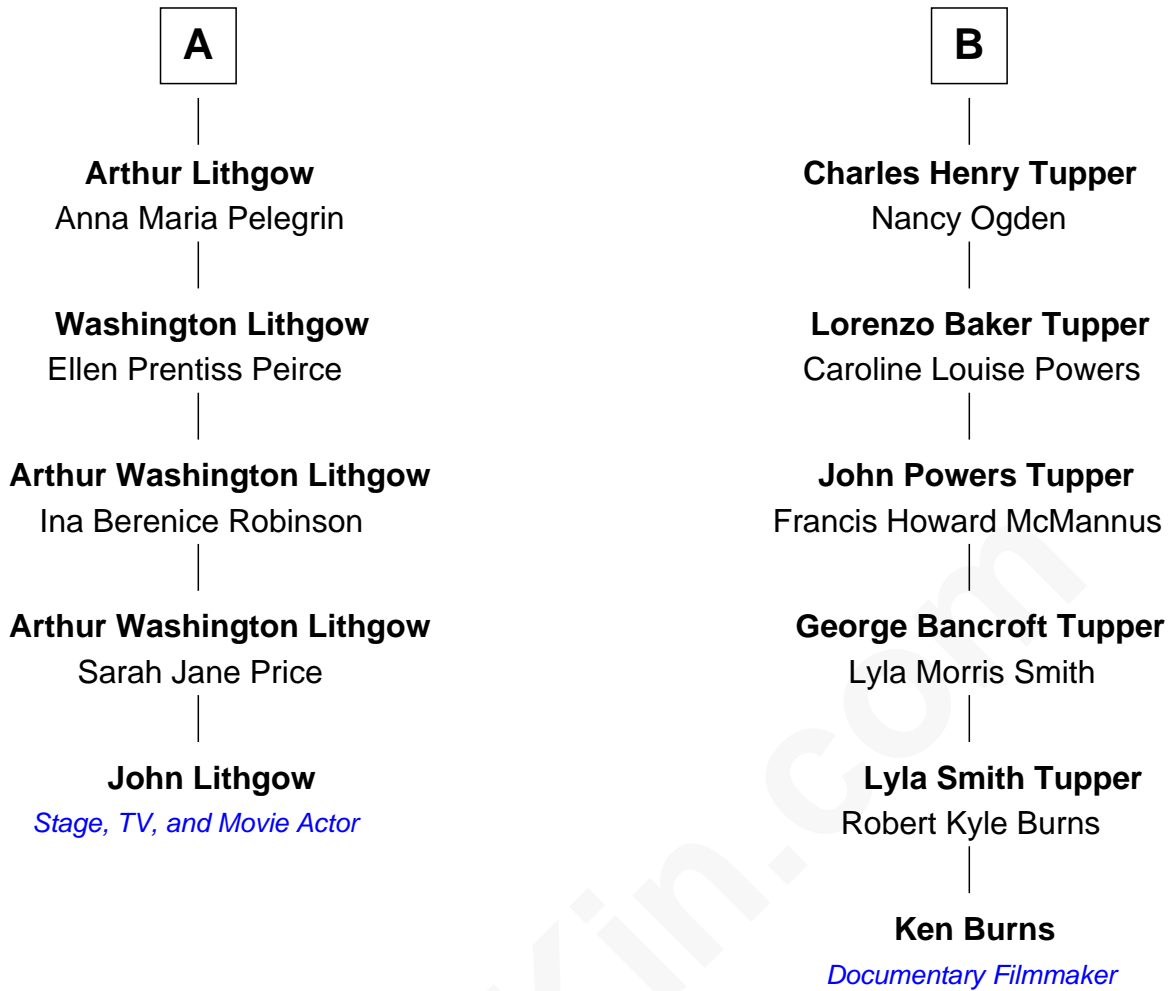 A
Arthur Lithgow
Anna Maria Pelegrin
Washington Lithgow
Ellen Prentiss Peirce
Arthur Washington Lithgow
Ina Berenice Robinson
Arthur Washington Lithgow
Sarah Jane Price
John Lithgow
Stage, TV, and Movie Actor
B
Charles Henry Tupper
Nancy Ogden
Lorenzo Baker Tupper
Caroline Louise Powers
John Powers Tupper
Francis Howard McMannus
George Bancroft Tupper
Lyla Morris Smith
Lyla Smith Tupper
Robert Kyle Burns
Ken Burns
Documentary Filmmaker
Kin.com